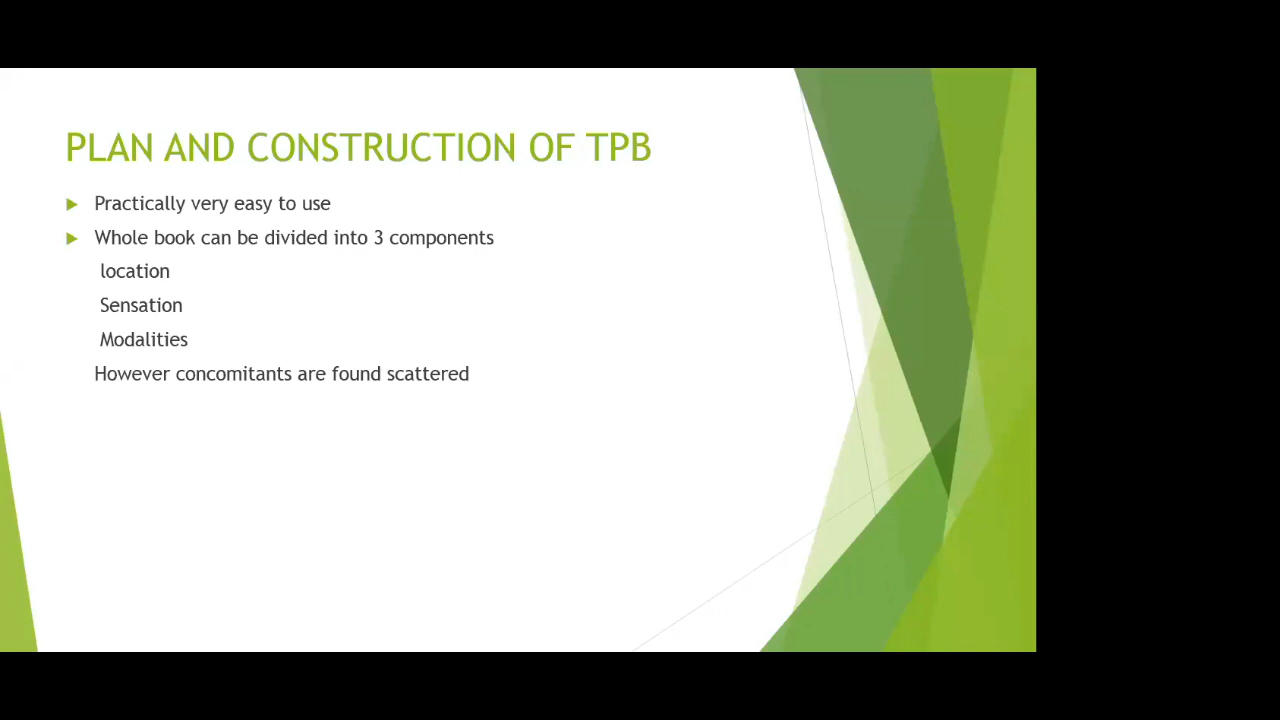 PLAN AND CONSTRUCTION OF TPB
Practically very easy to use
Whole book can be divided into 3 components
location
Sensation
Modalities
However concomitants are found scattered